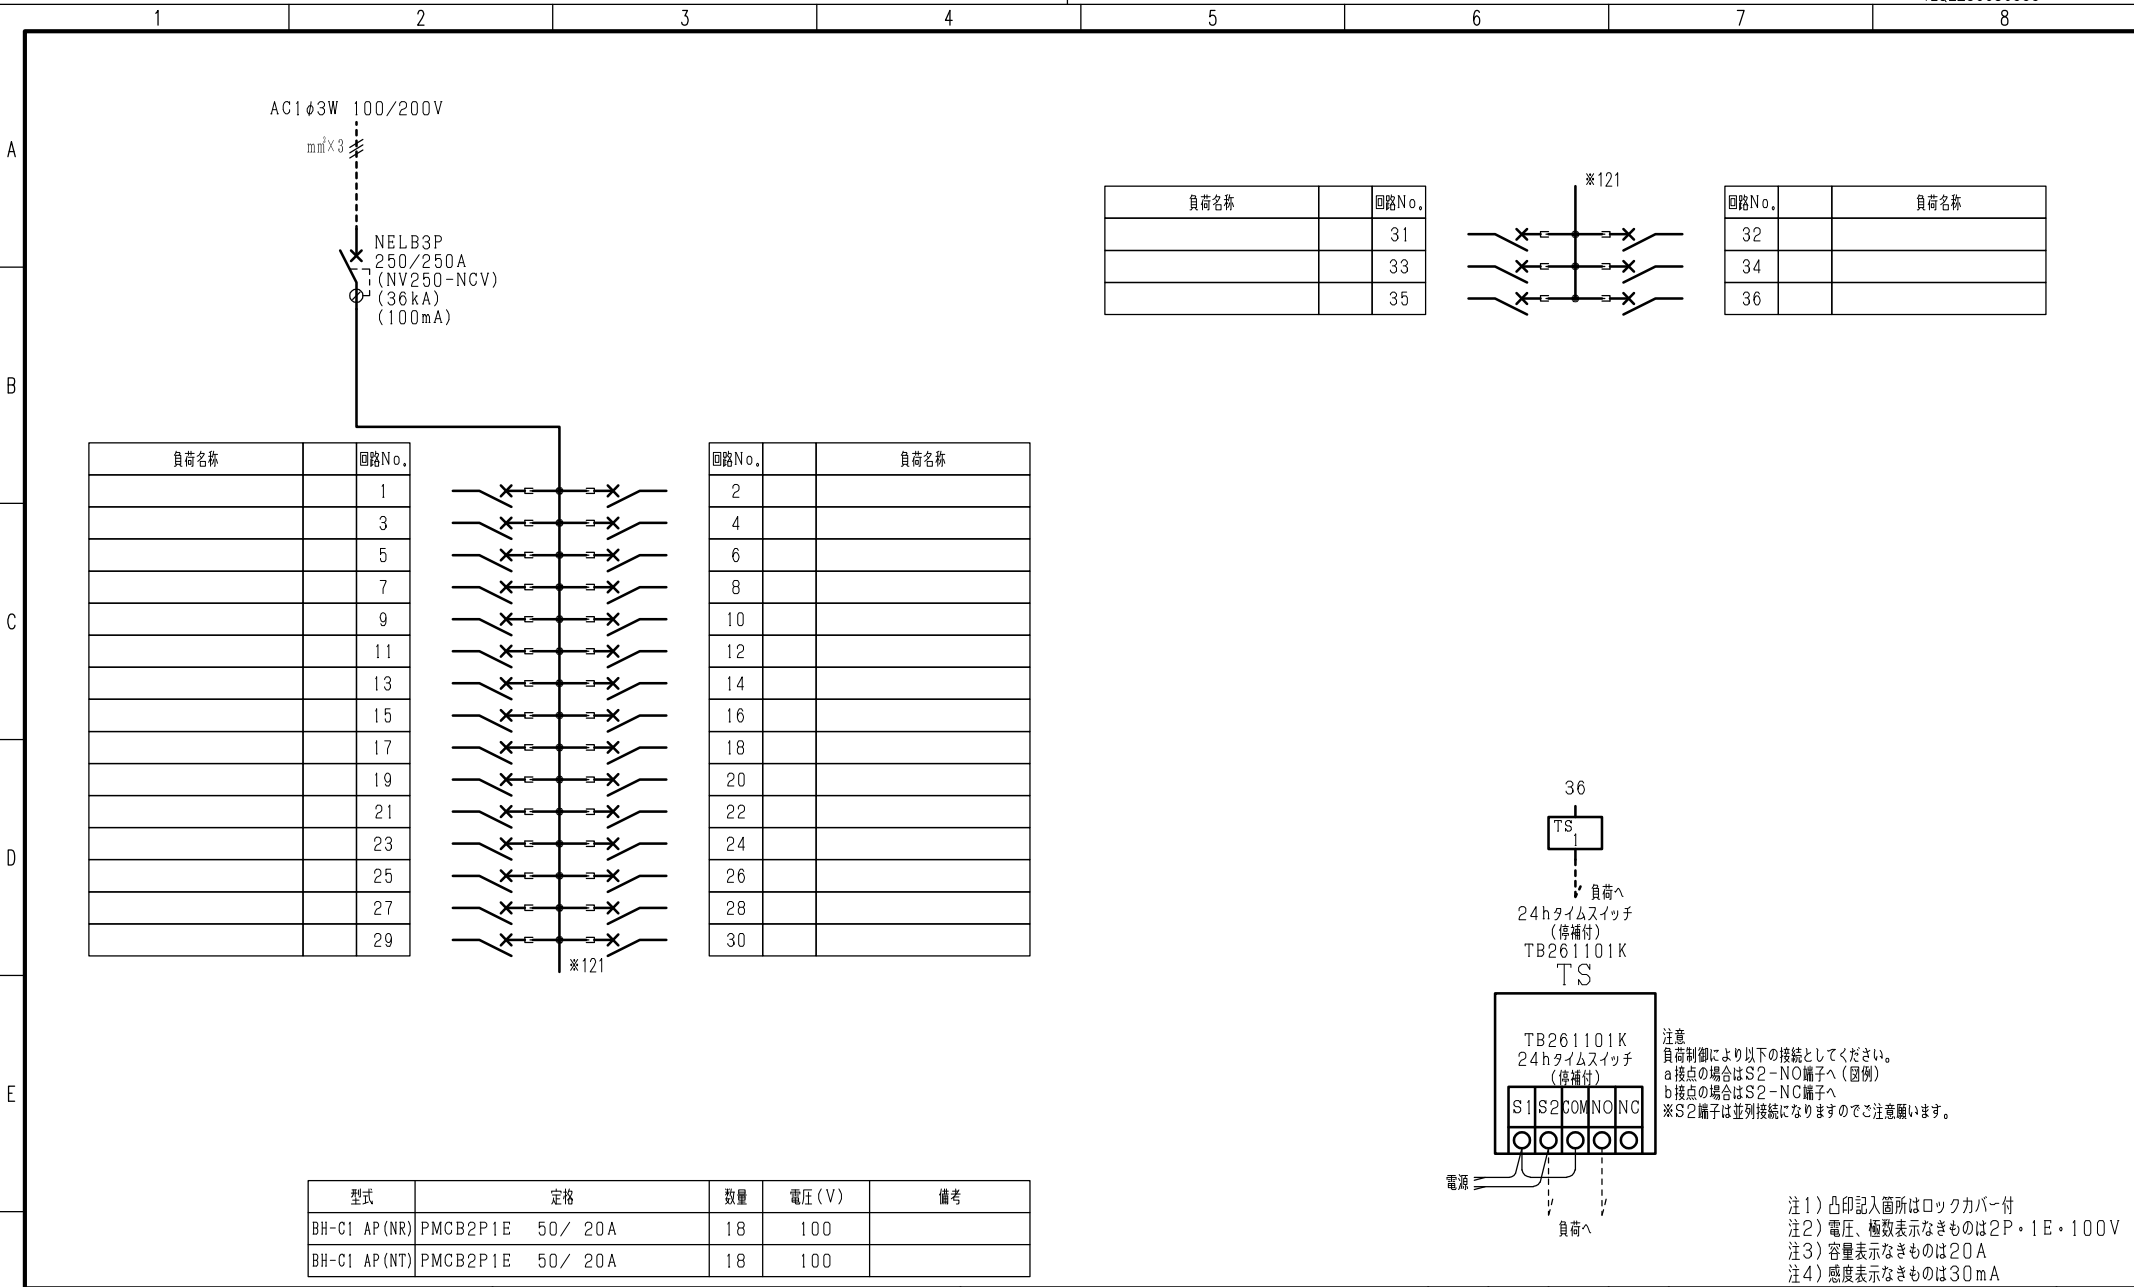 1 2 3 4 5 6 7 8
A
B
C
D
E
AC1φ3W 100/200V
mm²×3
NELB3P
250/250A
(NV250-NCV)
(36kA)
(100mA)
負荷名称 回路No.
1
3
5
7
9
11
13
15
17
19
21
23
25
27
29
回路No. 負荷名称
2
4
6
8
10
12
14
16
18
20
22
24
26
28
30
※121
※121
負荷名称 回路No.
31
33
35
回路No. 負荷名称
32
34
36
36
TS
1
負荷へ
24hタイムスイッチ
(停補付)
TB261101K
TS
TB261101K
24hタイムスイッチ
(停補付)
S1 S2 COM NO NC
電源
負荷へ
注意
負荷制御により以下の接続としてください。
a接点の場合はS2-NO端子へ(図例)
b接点の場合はS2-NC端子へ
※S2端子は並列接続になりますのでご注意願います。
型式 定格 数量 電圧(V) 備考
BH-C1 AP(NR) PMCB2P1E 50/ 20A 18 100
BH-C1 AP(NT) PMCB2P1E 50/ 20A 18 100
注1)凸印記入箇所はロックカバー付
注2)電圧、極数表示なきものは2P・1E・100V
注3)容量表示なきものは20A
注4)感度表示なきものは30mA